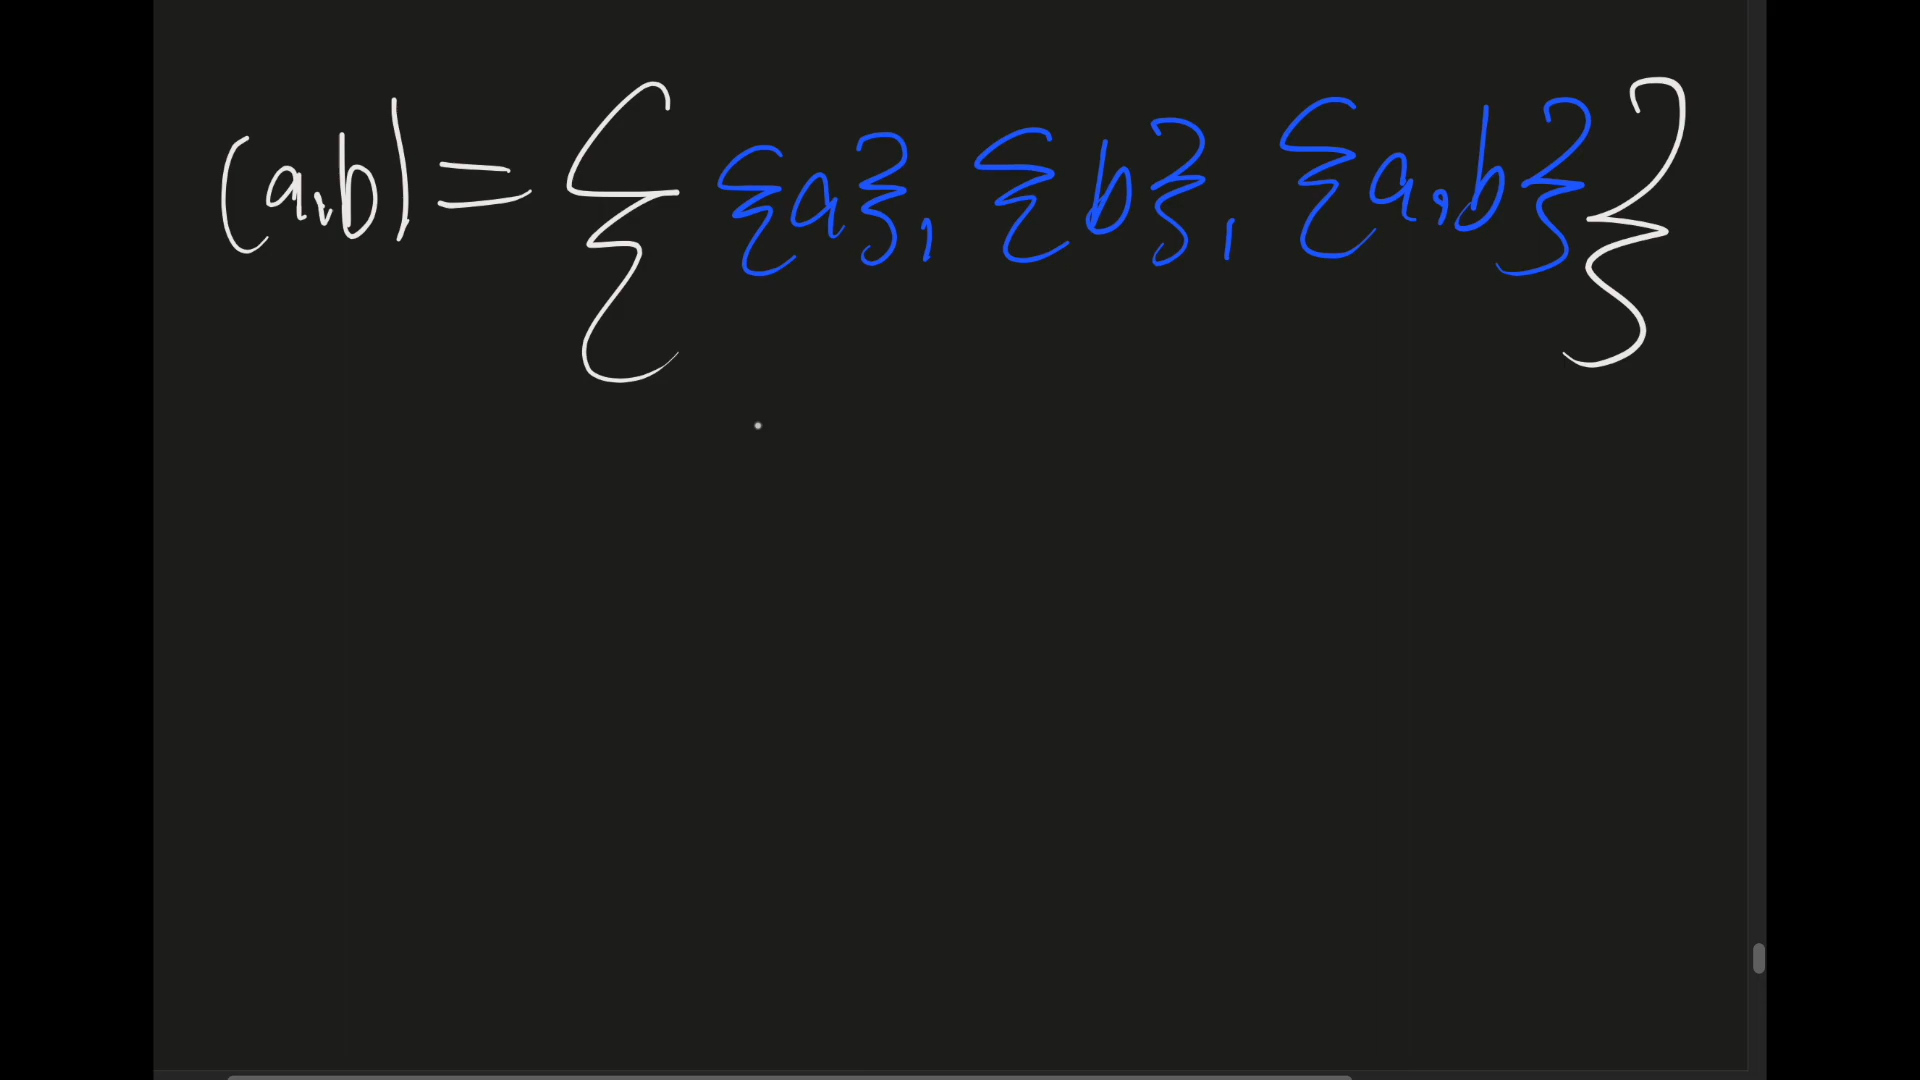 (a,b) = { {a}, {b}, {a,b} }